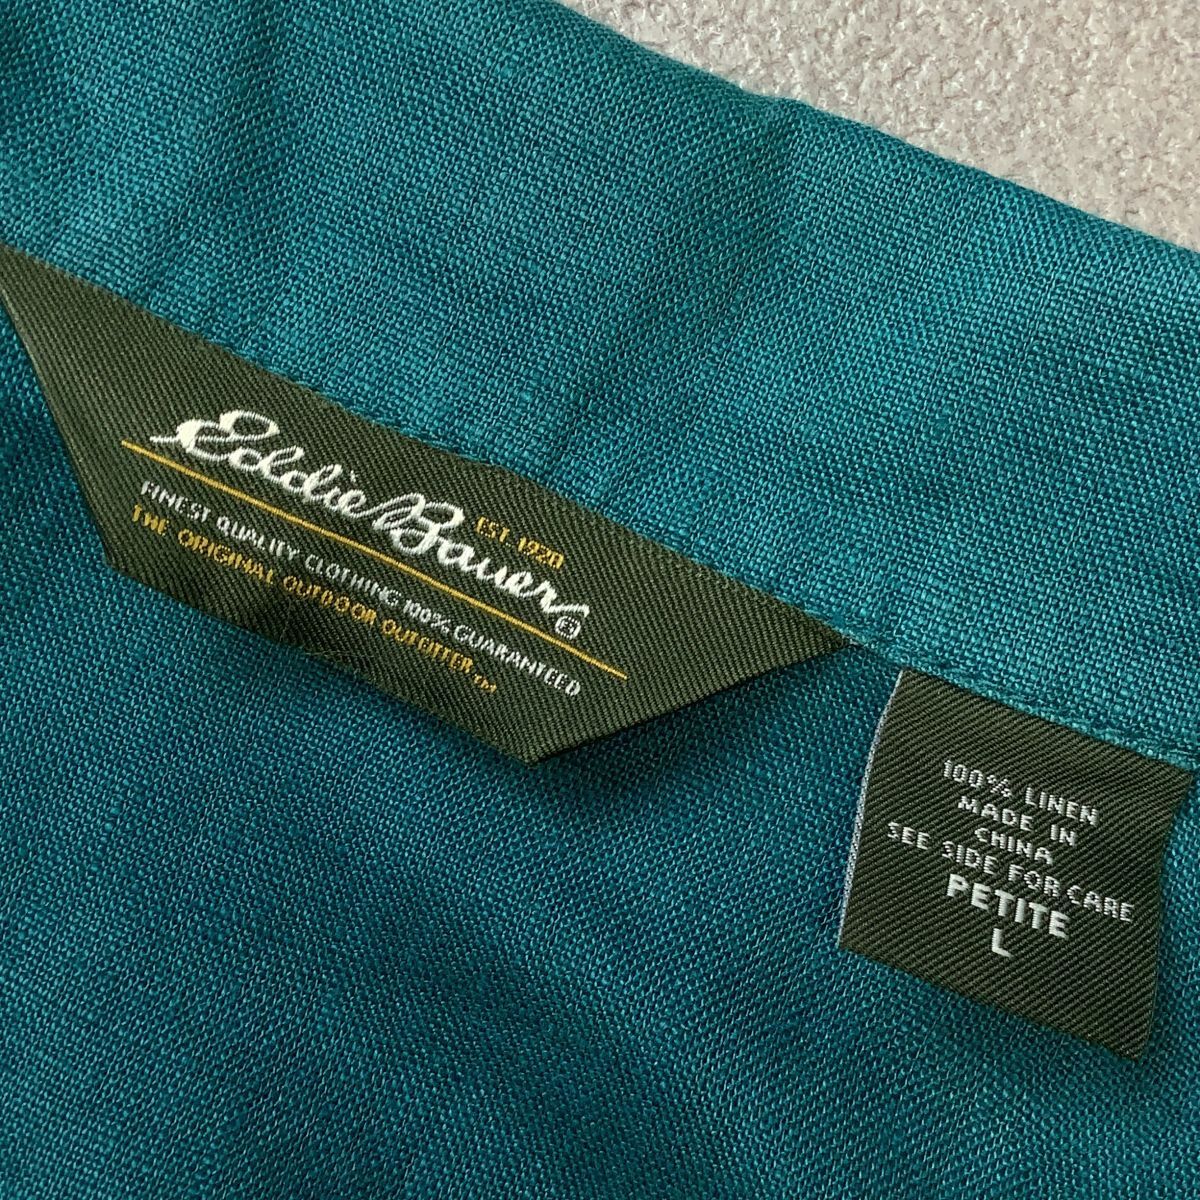 Eddie Bauer®
EST 1920
FINEST QUALITY CLOTHING 100% GUARANTEED
THE ORIGINAL OUTDOOR OUTFITTER™
100% LINEN
MADE IN
CHINA
SEE SIDE FOR CARE
PETITE
L